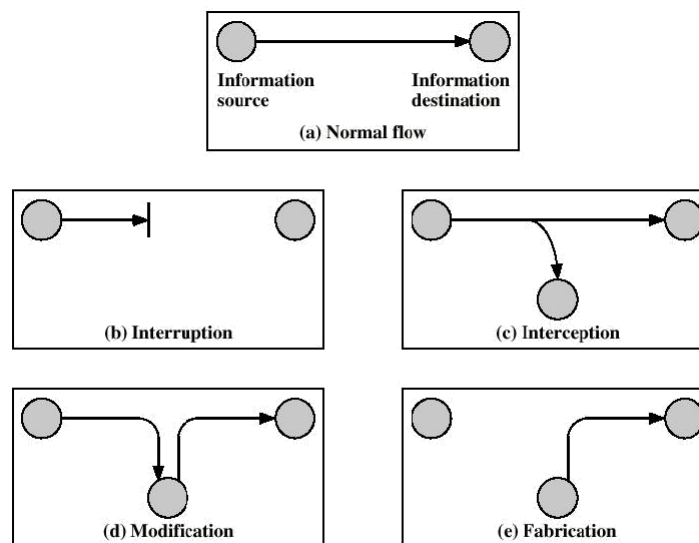 Information Information
source destination
(a) Normal flow
(b) Interruption
(c) Interception
(d) Modification
(e) Fabrication